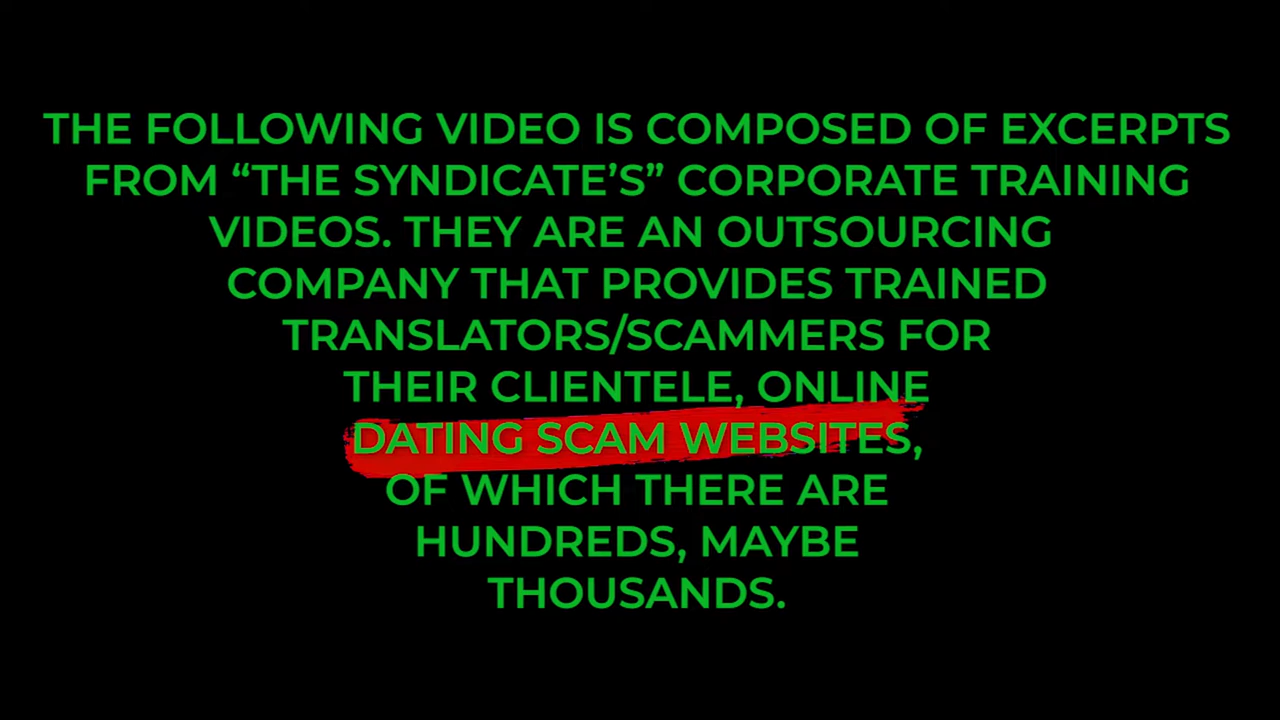 THE FOLLOWING VIDEO IS COMPOSED OF EXCERPTS
FROM “THE SYNDICATE’S” CORPORATE TRAINING
VIDEOS. THEY ARE AN OUTSOURCING
COMPANY THAT PROVIDES TRAINED
TRANSLATORS/SCAMMERS FOR
THEIR CLIENTELE, ONLINE
DATING SCAM WEBSITES,
OF WHICH THERE ARE
HUNDREDS, MAYBE
THOUSANDS.